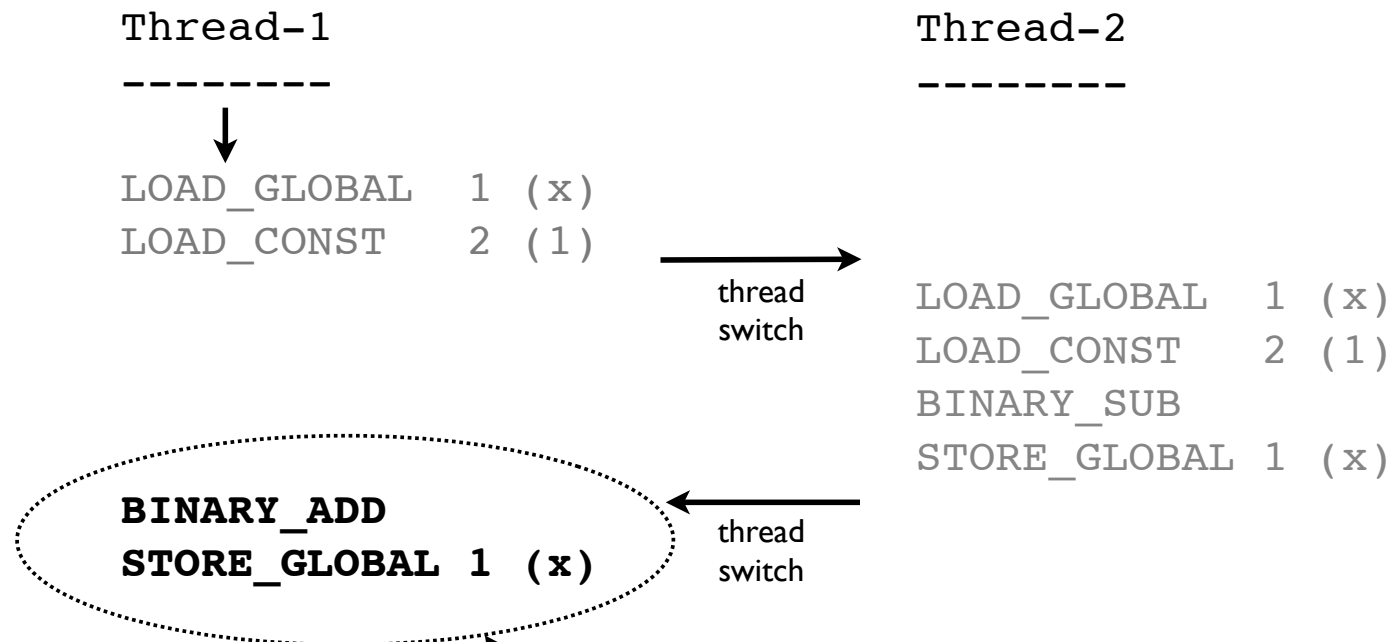 Thread-1
--------
LOAD_GLOBAL 1 (x)
LOAD_CONST 2 (1)
thread
switch
Thread-2
--------
LOAD_GLOBAL 1 (x)
LOAD_CONST 2 (1)
BINARY_SUB
STORE_GLOBAL 1 (x)
thread
switch
BINARY_ADD
STORE_GLOBAL 1 (x)